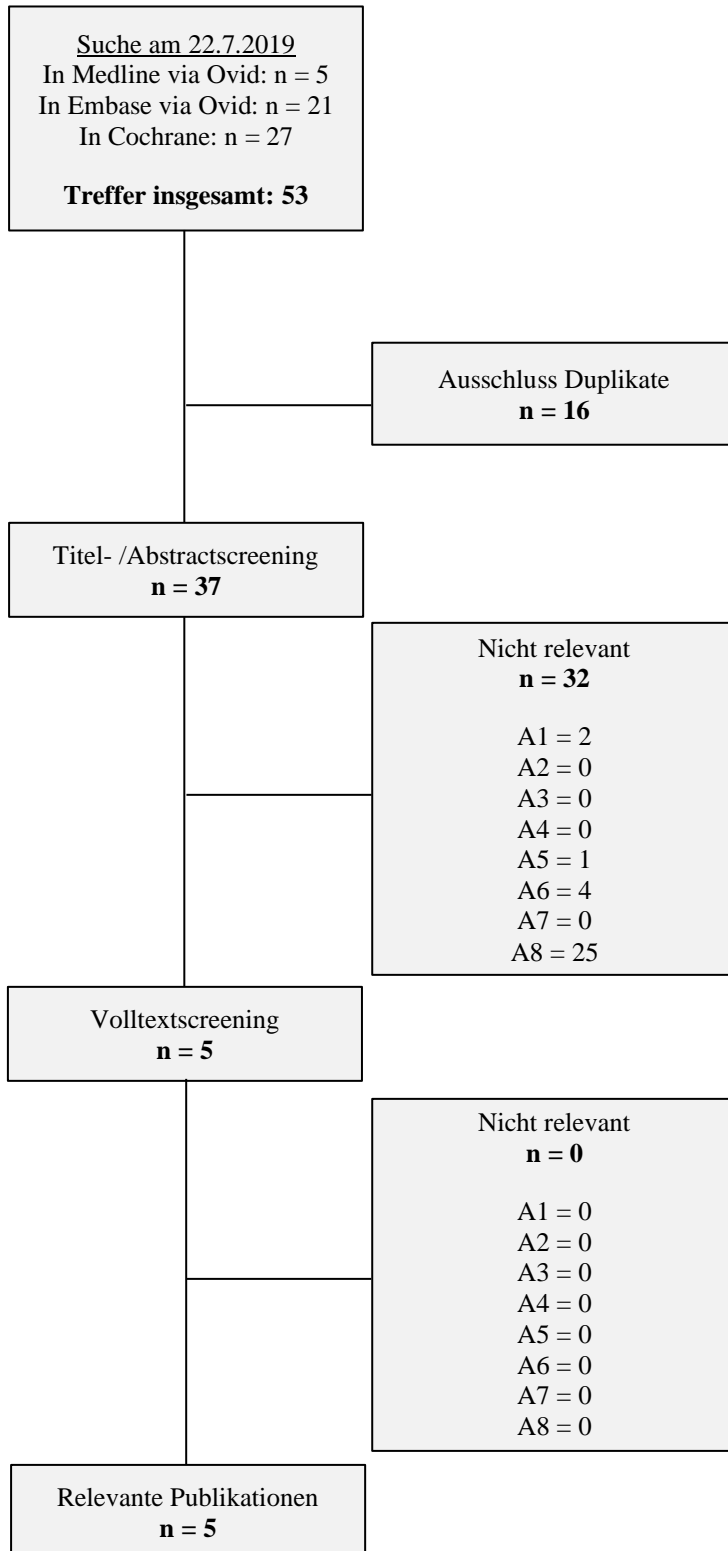 Suche am 22.7.2019
In Medline via Ovid: n = 5
In Embase via Ovid: n = 21
In Cochrane: n = 27
Treffer insgesamt: 53
Ausschluss Duplikate
n = 16
Titel- /Abstractscreening
n = 37
Nicht relevant
n = 32
A1 = 2
A2 = 0
A3 = 0
A4 = 0
A5 = 1
A6 = 4
A7 = 0
A8 = 25
Volltextscreening
n = 5
Nicht relevant
n = 0
A1 = 0
A2 = 0
A3 = 0
A4 = 0
A5 = 0
A6 = 0
A7 = 0
A8 = 0
Relevante Publikationen
n = 5